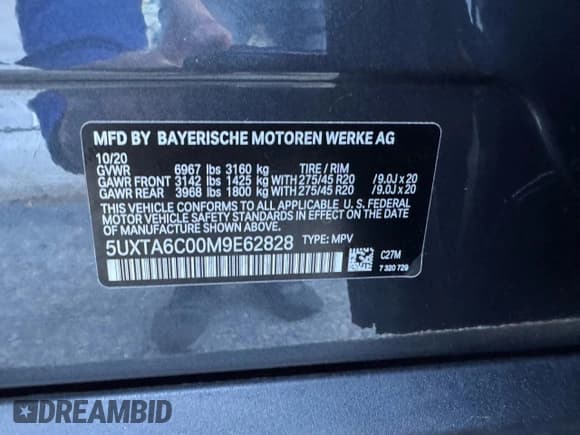 MFD BY BAYERISCHE MOTOREN WERKE AG
10/20
GVWR 6967 lbs 3160 kg TIRE / RIM
GAWR FRONT 3142 lbs 1425 kg WITH 275/45 R20 / 9.0J x 20
GAWR REAR 3968 lbs 1800 kg WITH 275/45 R20 / 9.0J x 20
THIS VEHICLE CONFORMS TO ALL APPLICABLE U. S. FEDERAL
MOTOR VEHICLE SAFETY STANDARDS IN EFFECT ON THE
DATE OF MANUFACTURE SHOWN ABOVE.
5UXTA6C00M9E62828 TYPE: MPV
C27M
7 320 729
DREAMBID